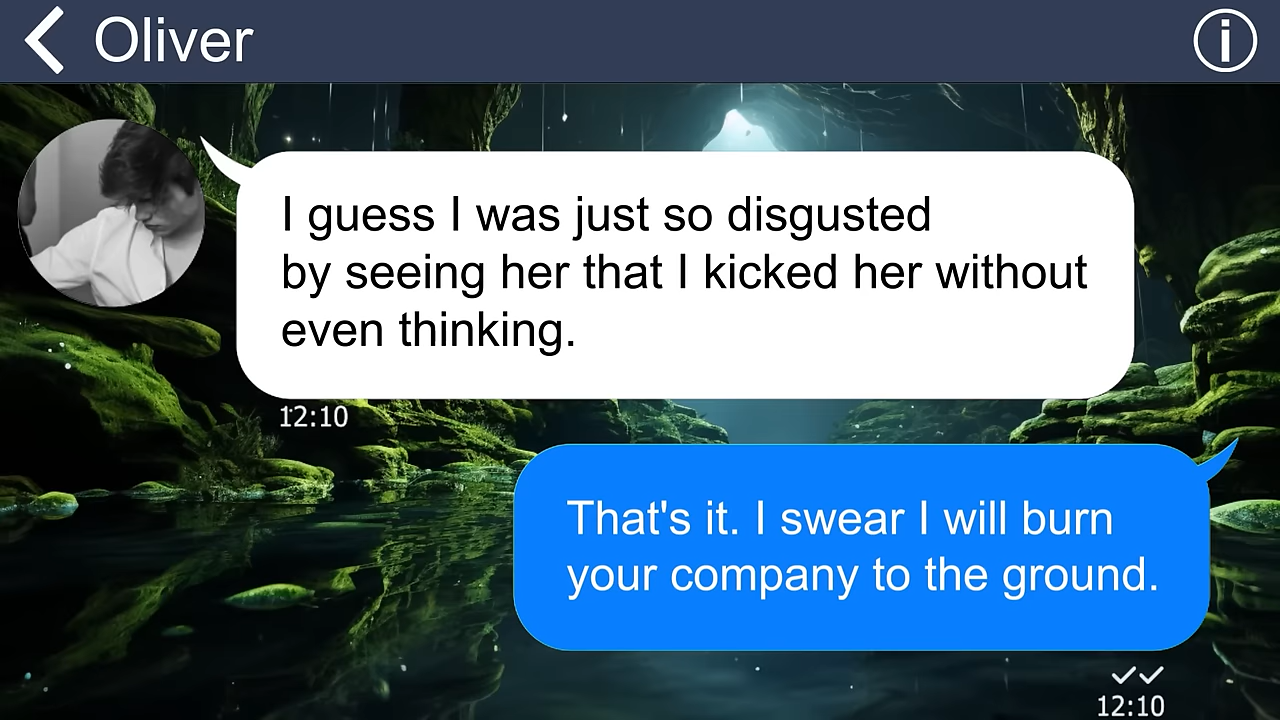 Oliver
I guess I was just so disgusted
by seeing her that I kicked her without
even thinking.
12:10
That's it. I swear I will burn
your company to the ground.
12:10